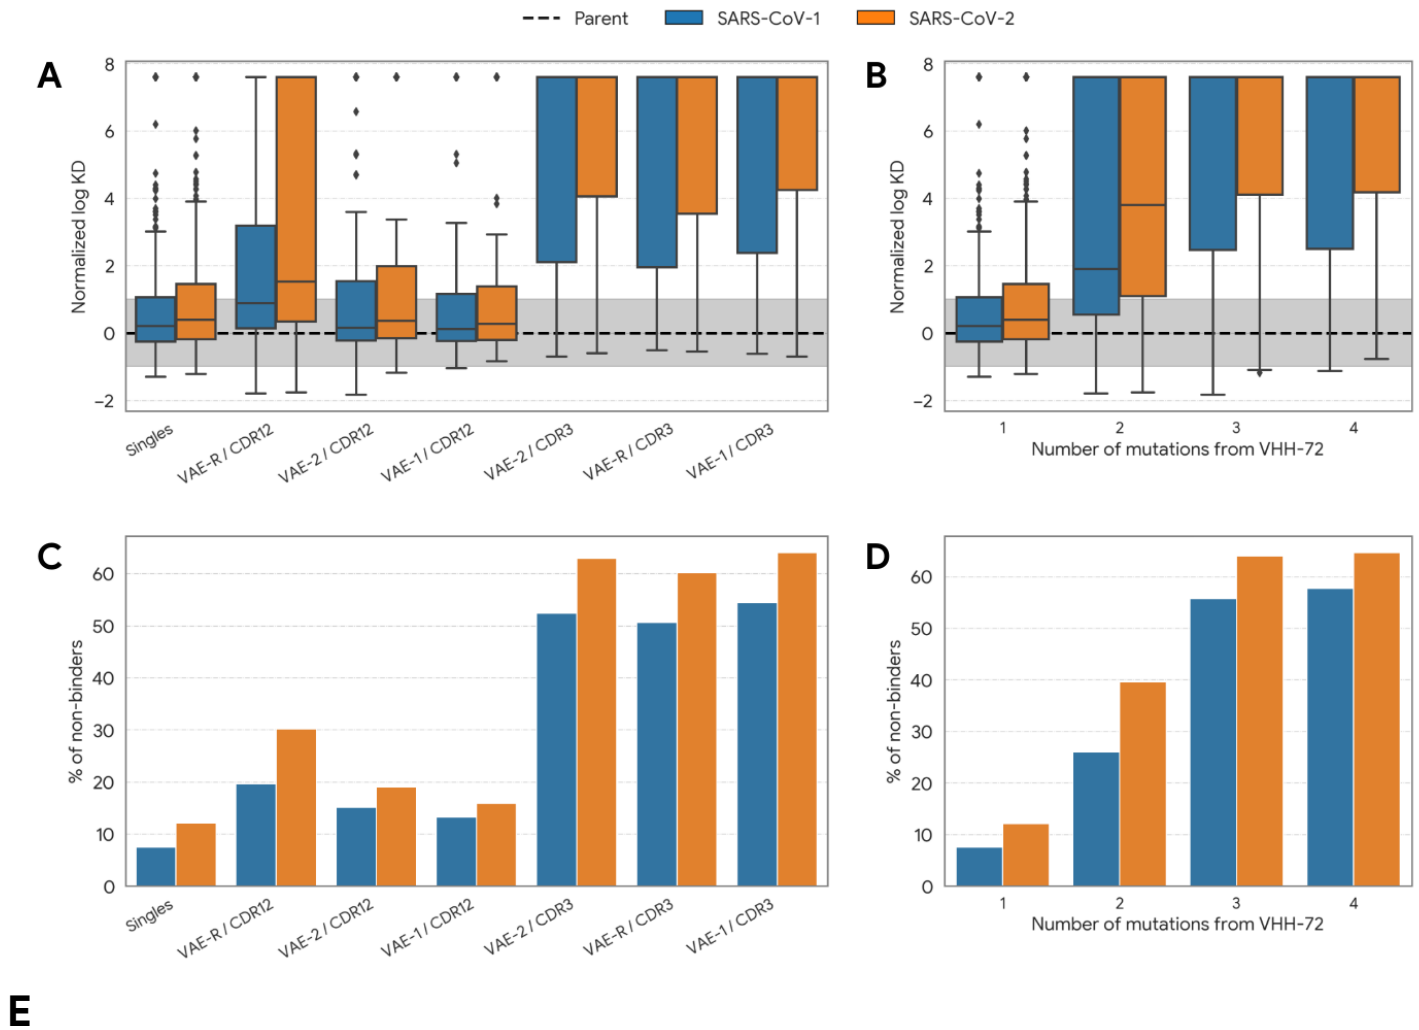 Parent SARS-CoV-1 SARS-CoV-2
A
8
6
4
2
0
−2
Normalized log KD
Singles
VAE-R / CDR12
VAE-2 / CDR12
VAE-1 / CDR12
VAE-2 / CDR3
VAE-R / CDR3
VAE-1 / CDR3
B
8
6
4
2
0
−2
Normalized log KD
1 2 3 4
Number of mutations from VHH-72
C
60
50
40
30
20
10
0
% of non-binders
Singles
VAE-R / CDR12
VAE-2 / CDR12
VAE-1 / CDR12
VAE-2 / CDR3
VAE-R / CDR3
VAE-1 / CDR3
D
60
50
40
30
20
10
0
% of non-binders
1 2 3 4
Number of mutations from VHH-72
E